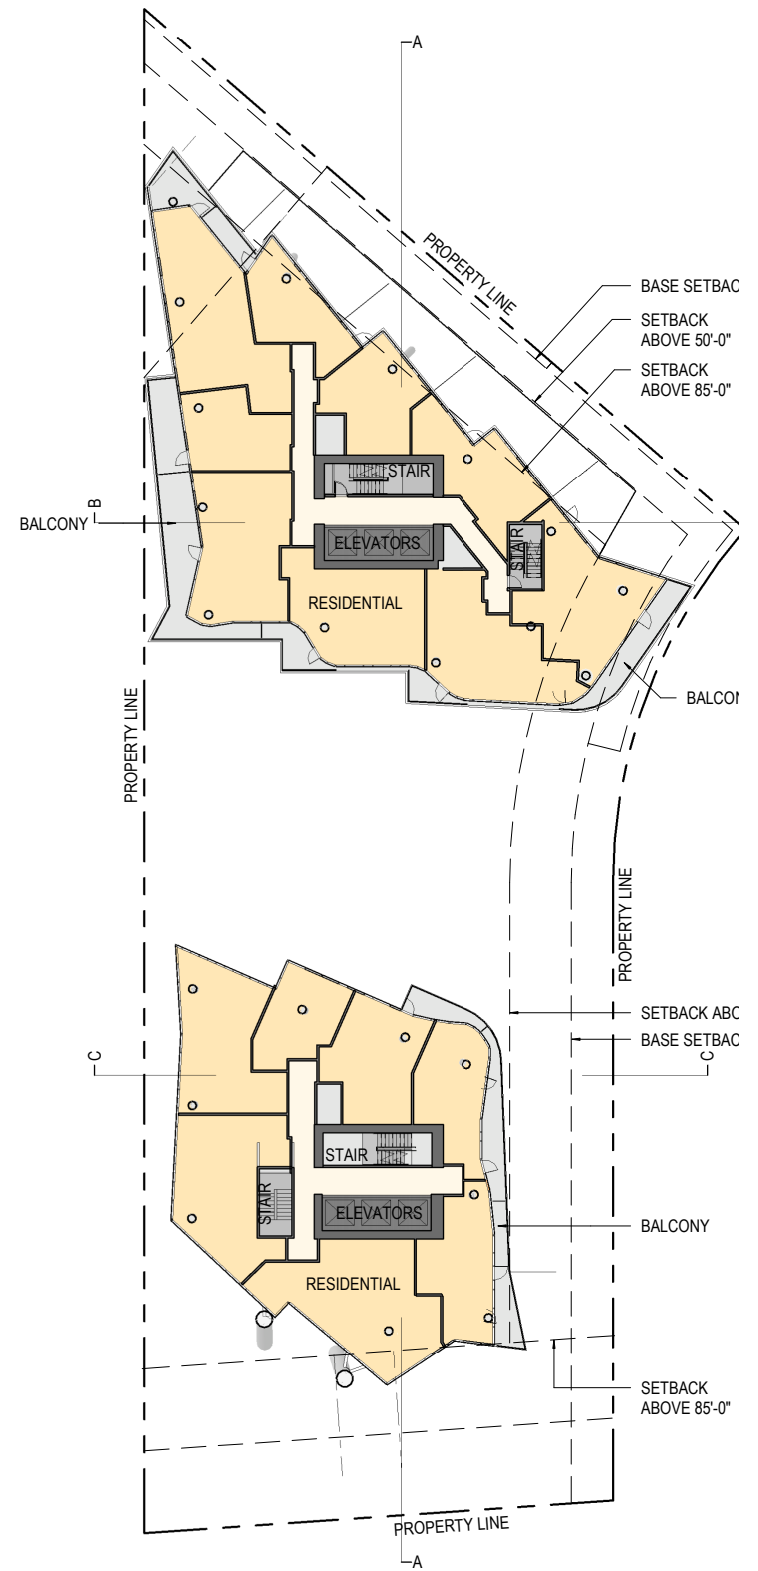 A
PROPERTY LINE
BASE SETBAC
SETBACK
ABOVE 50'-0"
SETBACK
ABOVE 85'-0"
STAIR
B
BALCONY
ELEVATORS
STAIR
RESIDENTIAL
BALCON
PROPERTY LINE
PROPERTY LINE
SETBACK ABO
BASE SETBAC
C
C
STAIR
STAIR
ELEVATORS
BALCONY
RESIDENTIAL
SETBACK
ABOVE 85'-0"
PROPERTY LINE
A